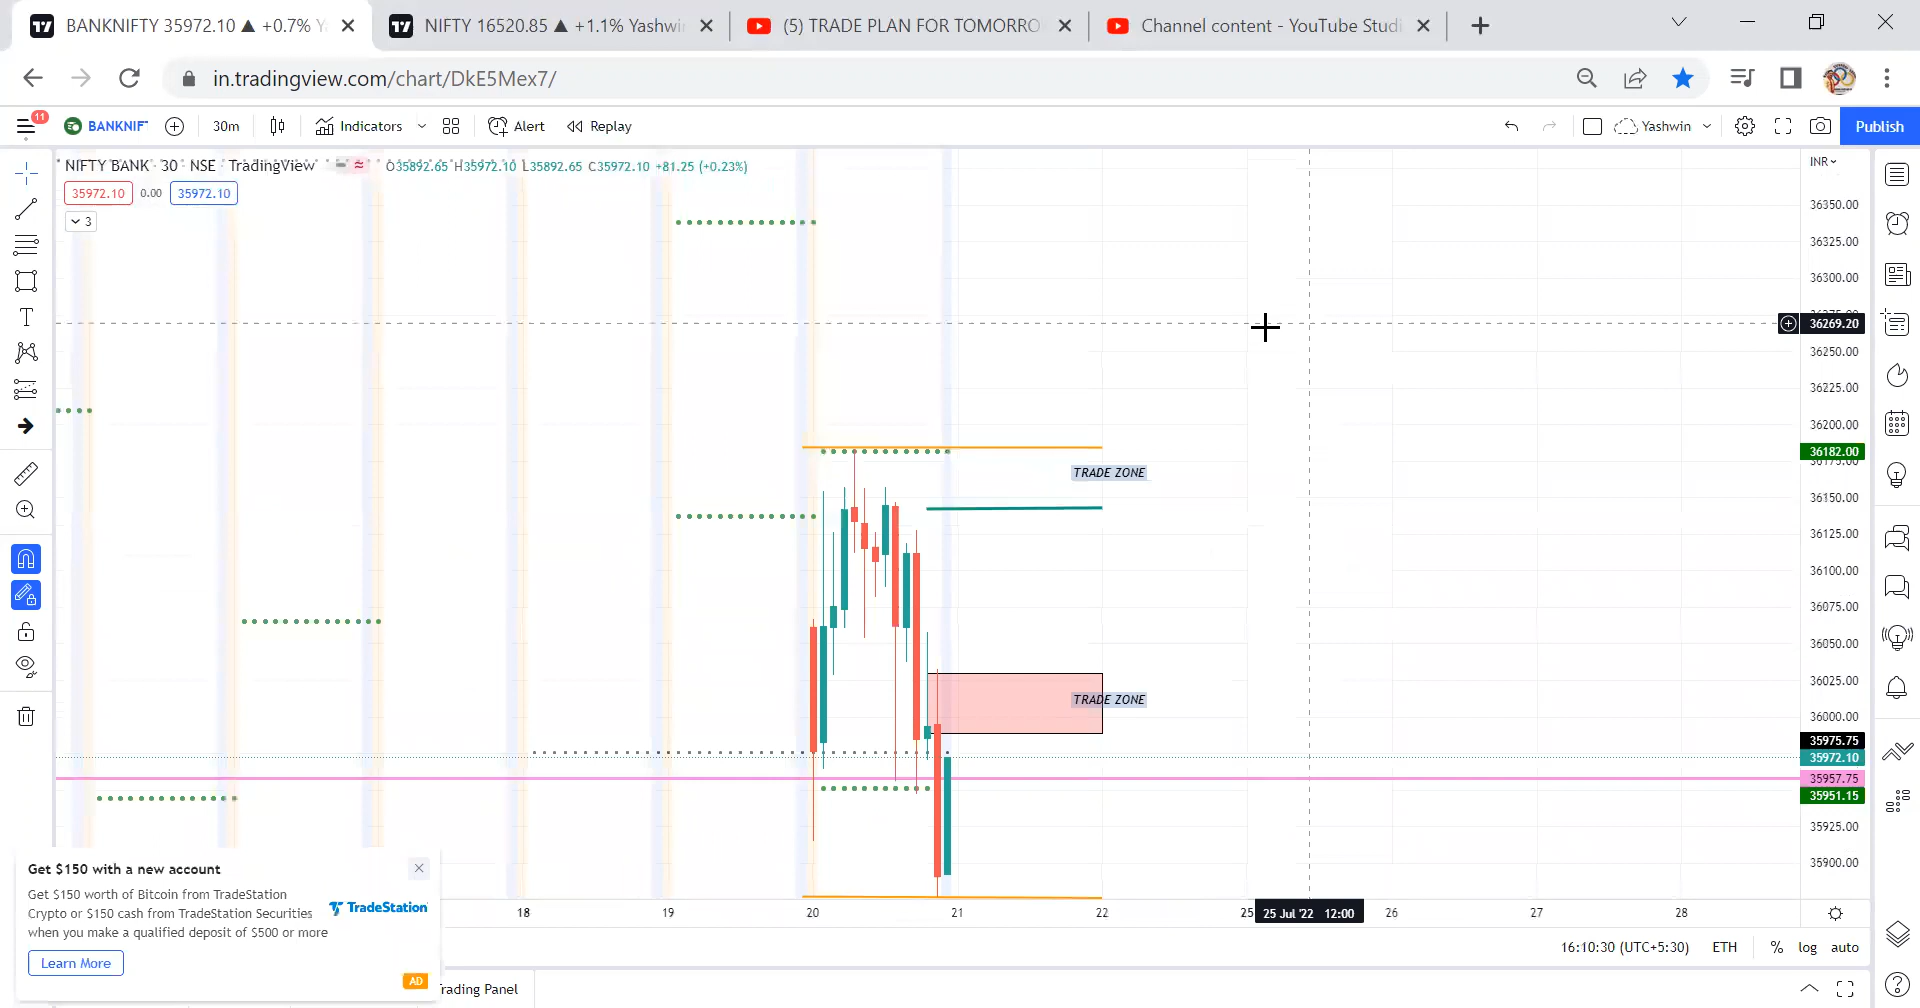 BANKNIFTY 35972.10 ▲ +0.7% Y
NIFTY 16520.85 ▲ +1.1% Yashwi
(5) TRADE PLAN FOR TOMORRO
Channel content - YouTube Studi
in.tradingview.com/chart/DkE5Mex7/
11
BANKNIF
30m
Indicators
Alert
Replay
Yashwin
Publish
NIFTY BANK · 30 · NSE · TradingView
O35892.65 H35972.10 L35892.65 C35972.10 +81.25 (+0.23%)
INR
35972.10
0.00
35972.10
3
36350.00
36325.00
36300.00
36269.20
36250.00
36225.00
36200.00
36182.00
36175.00
36150.00
36125.00
36100.00
36075.00
36050.00
36025.00
36000.00
35975.75
35972.10
35957.75
35951.15
35925.00
35900.00
TRADE ZONE
TRADE ZONE
Get $150 with a new account
Get $150 worth of Bitcoin from TradeStation
Crypto or $150 cash from TradeStation Securities
when you make a qualified deposit of $500 or more
TradeStation
Learn More
AD
18
19
20
21
22
25
25 Jul '22 12:00
26
27
28
16:10:30 (UTC+5:30)
ETH
%
log
auto
rading Panel